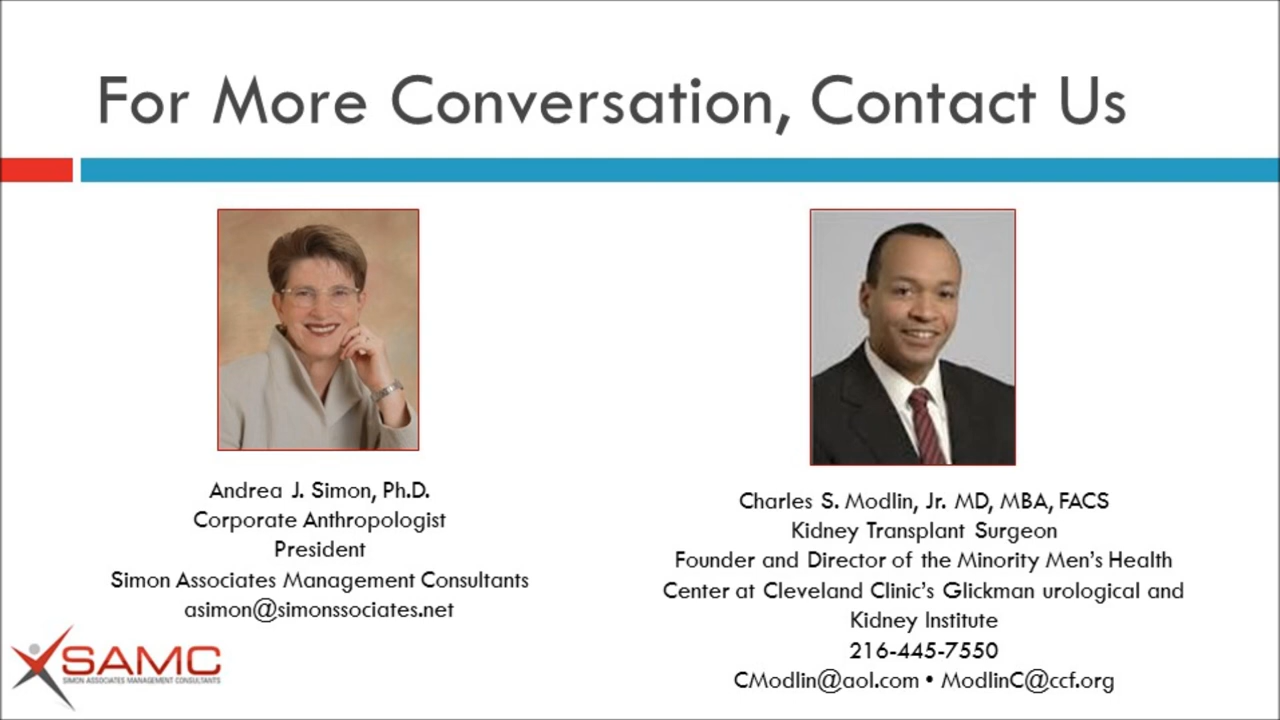 For More Conversation, Contact Us
Andrea J. Simon, Ph.D.
Corporate Anthropologist
President
Simon Associates Management Consultants
asimon@simonssociates.net
Charles S. Modlin, Jr. MD, MBA, FACS
Kidney Transplant Surgeon
Founder and Director of the Minority Men's Health
Center at Cleveland Clinic's Glickman urological and
Kidney Institute
216-445-7550
CModlin@aol.com • ModlinC@ccf.org
SAMC
SIMON ASSOCIATES MANAGEMENT CONSULTANTS